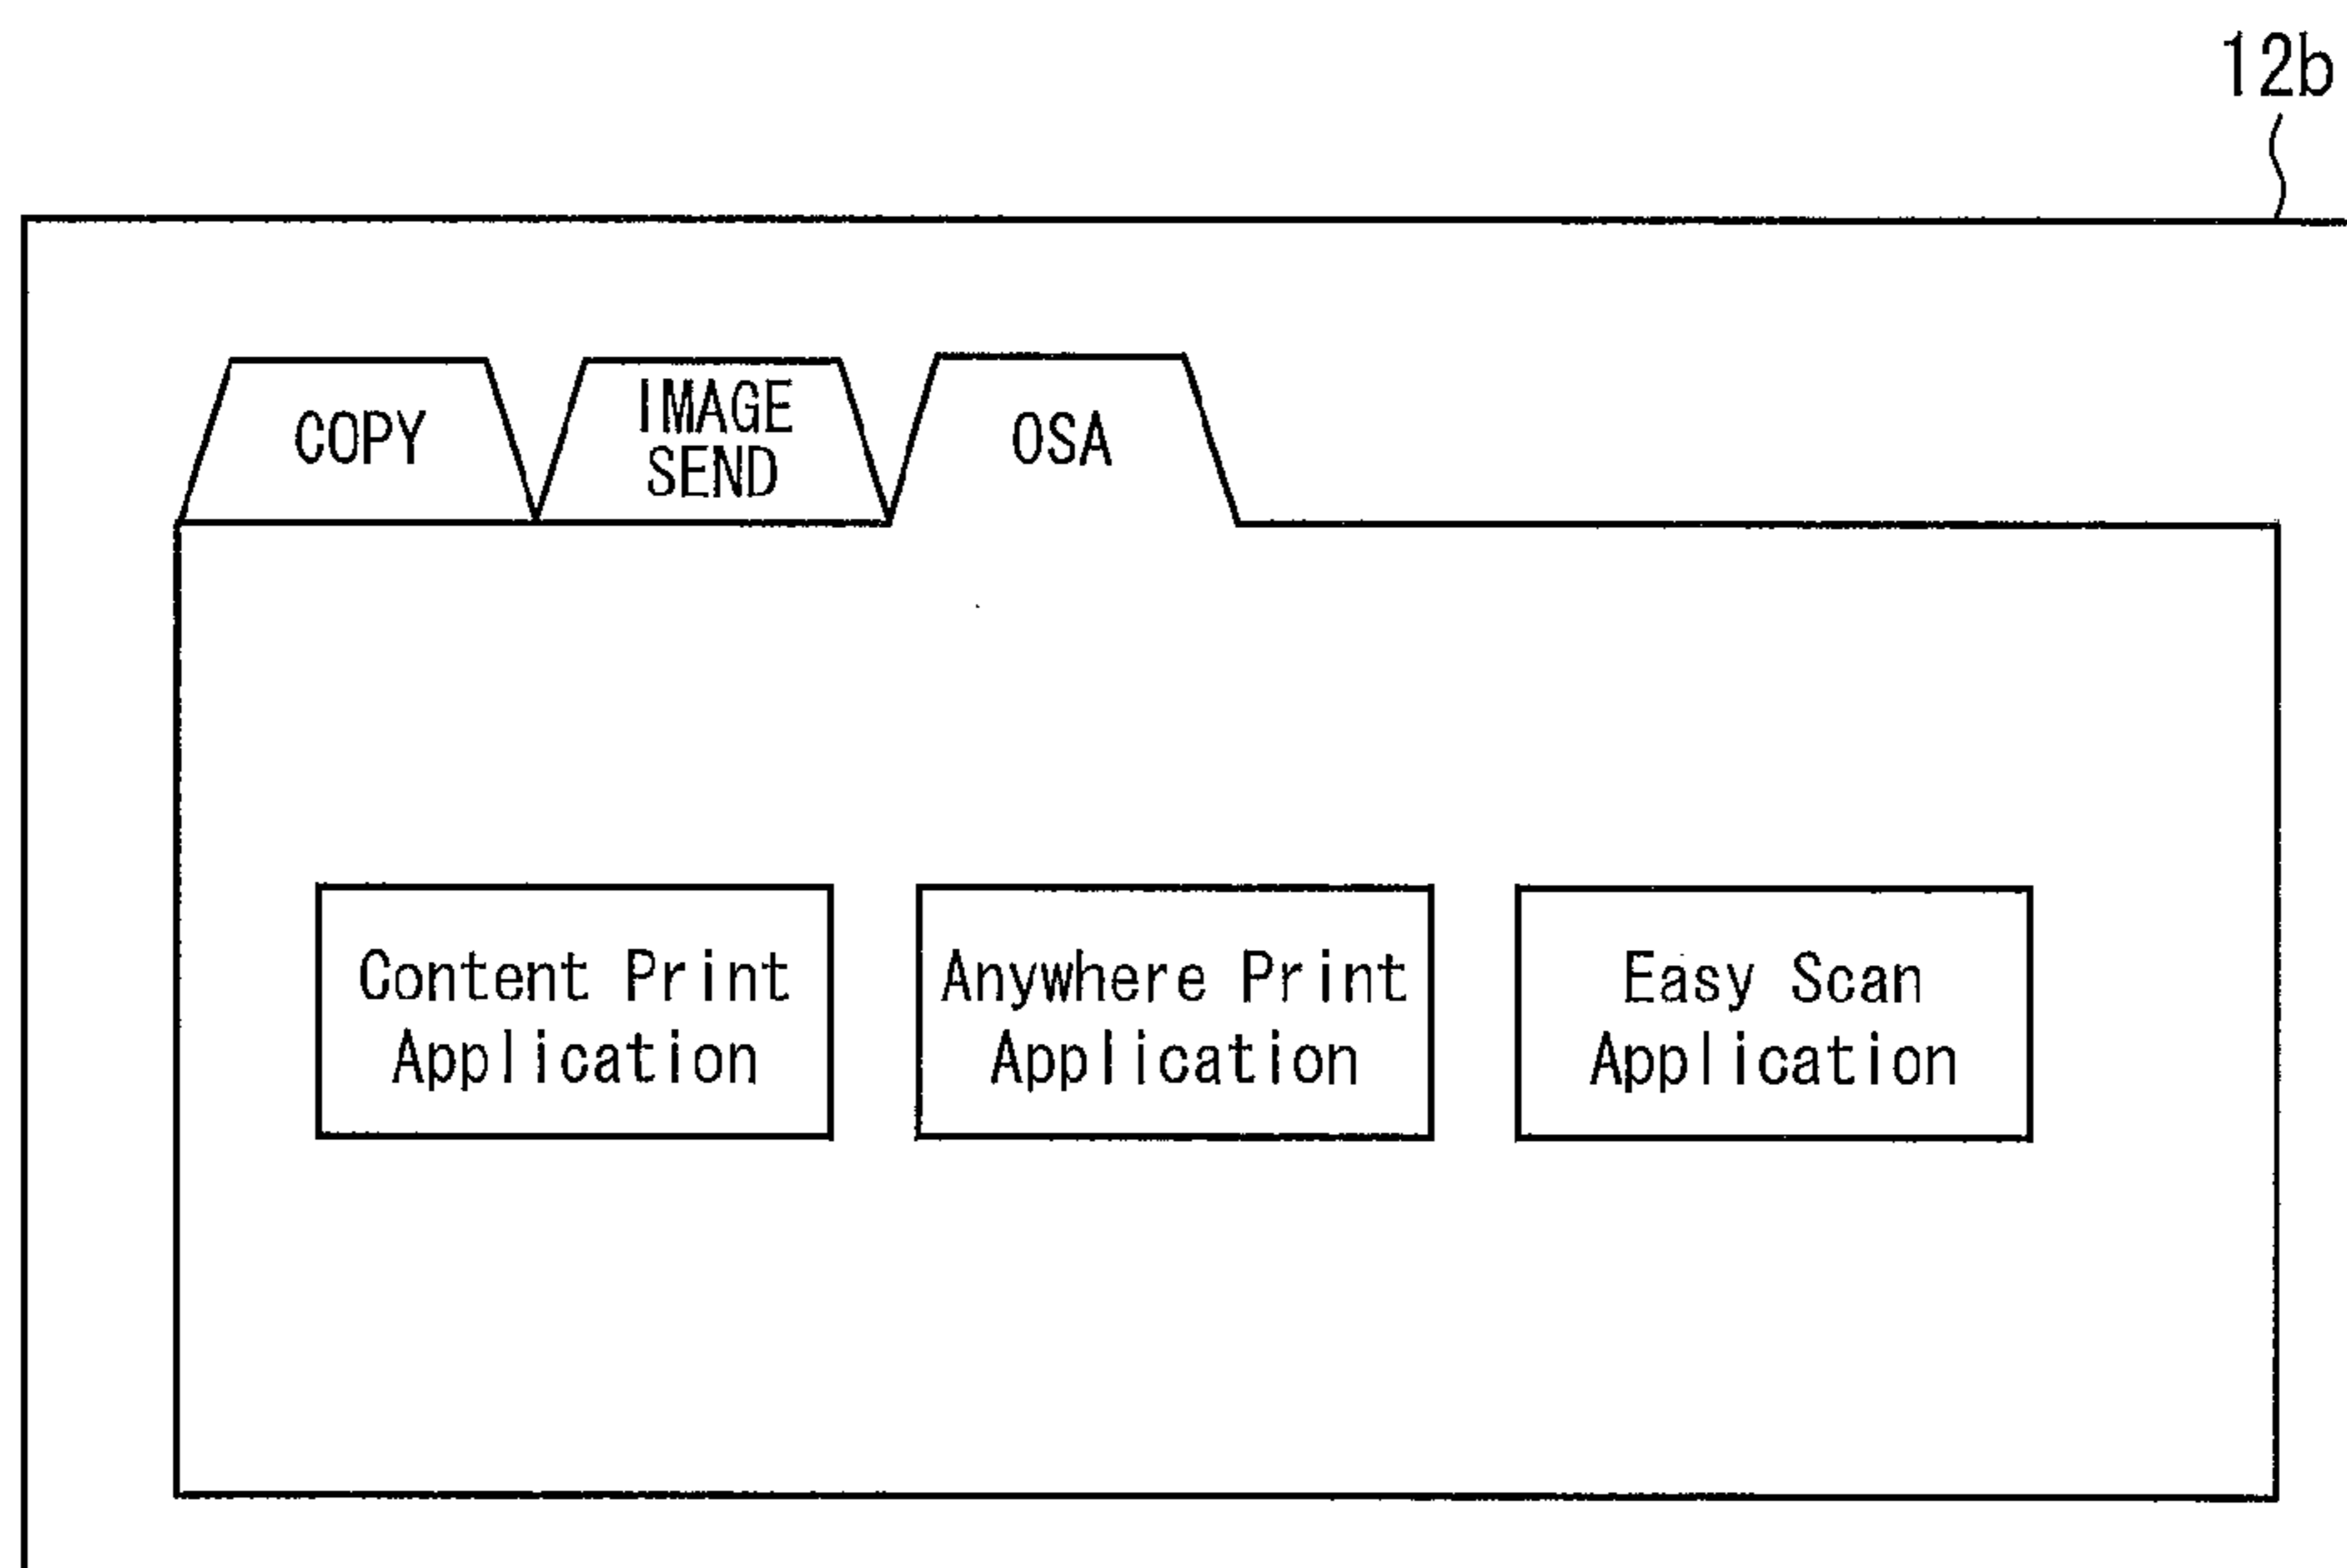 12b
COPY
IMAGE
SEND
OSA
Content Print
Application
Anywhere Print
Application
Easy Scan
Application